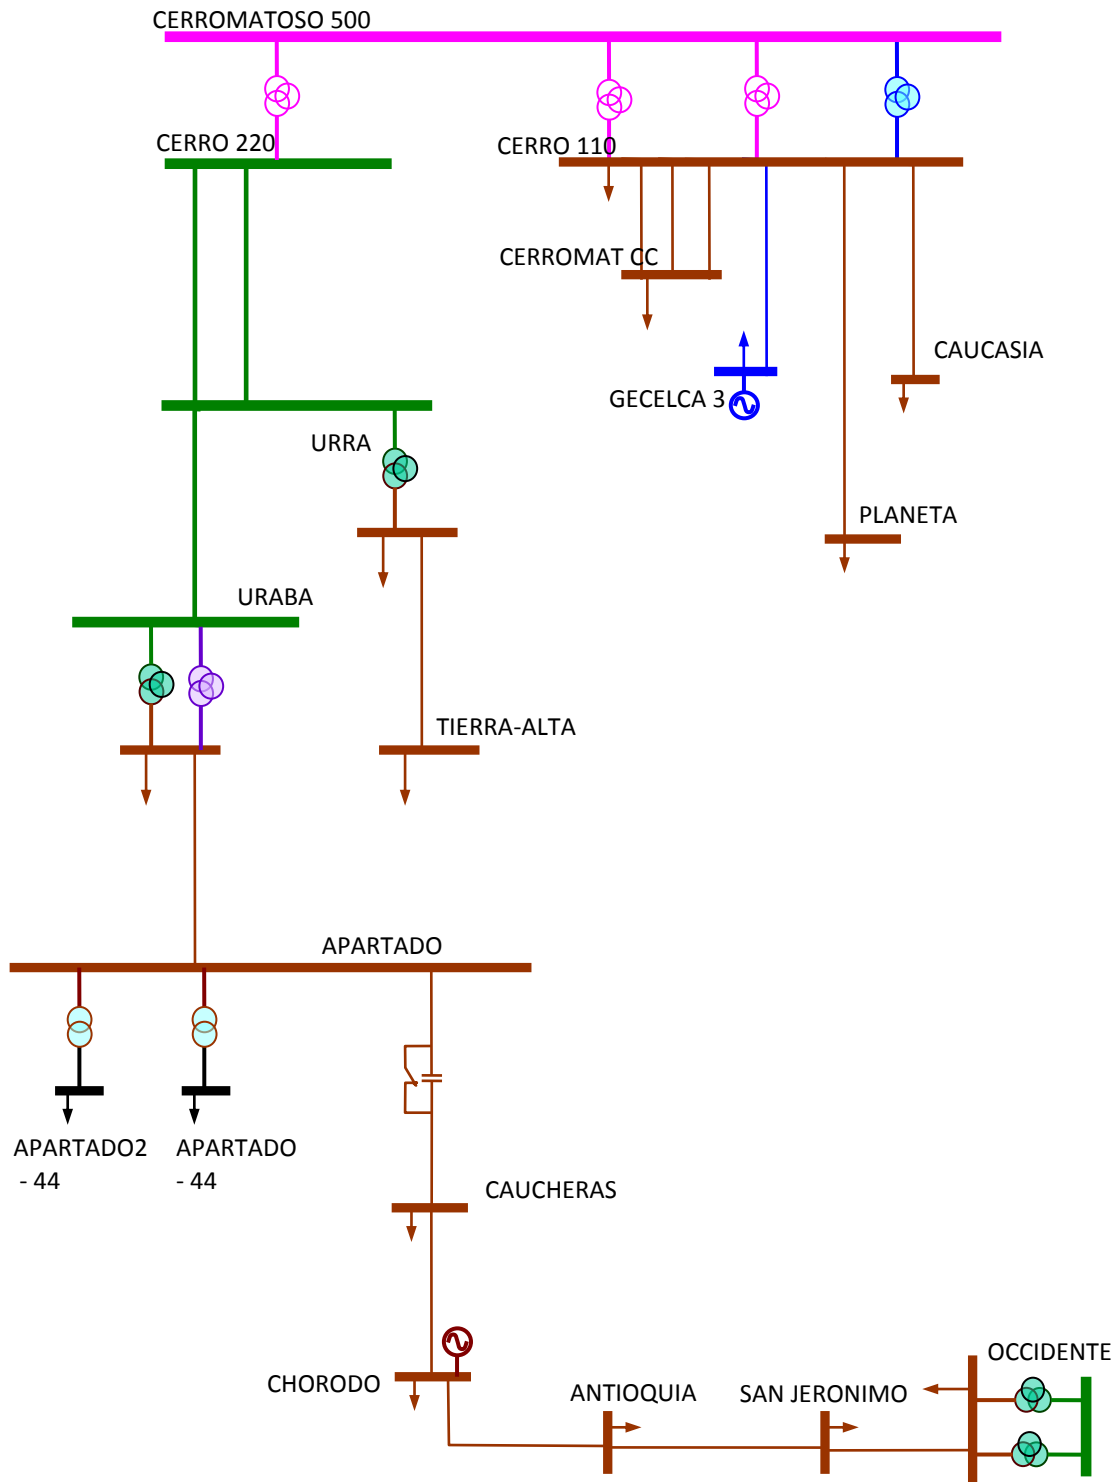 CERROMATOSO 500
CERRO 220
CERRO 110
CERROMAT CC
CAUCASIA
GECELCA 3
URRA
PLANETA
URABA
TIERRA-ALTA
APARTADO
APARTADO2
- 44
APARTADO
- 44
CAUCHERAS
CHORODO
ANTIOQUIA
SAN JERONIMO
OCCIDENTE